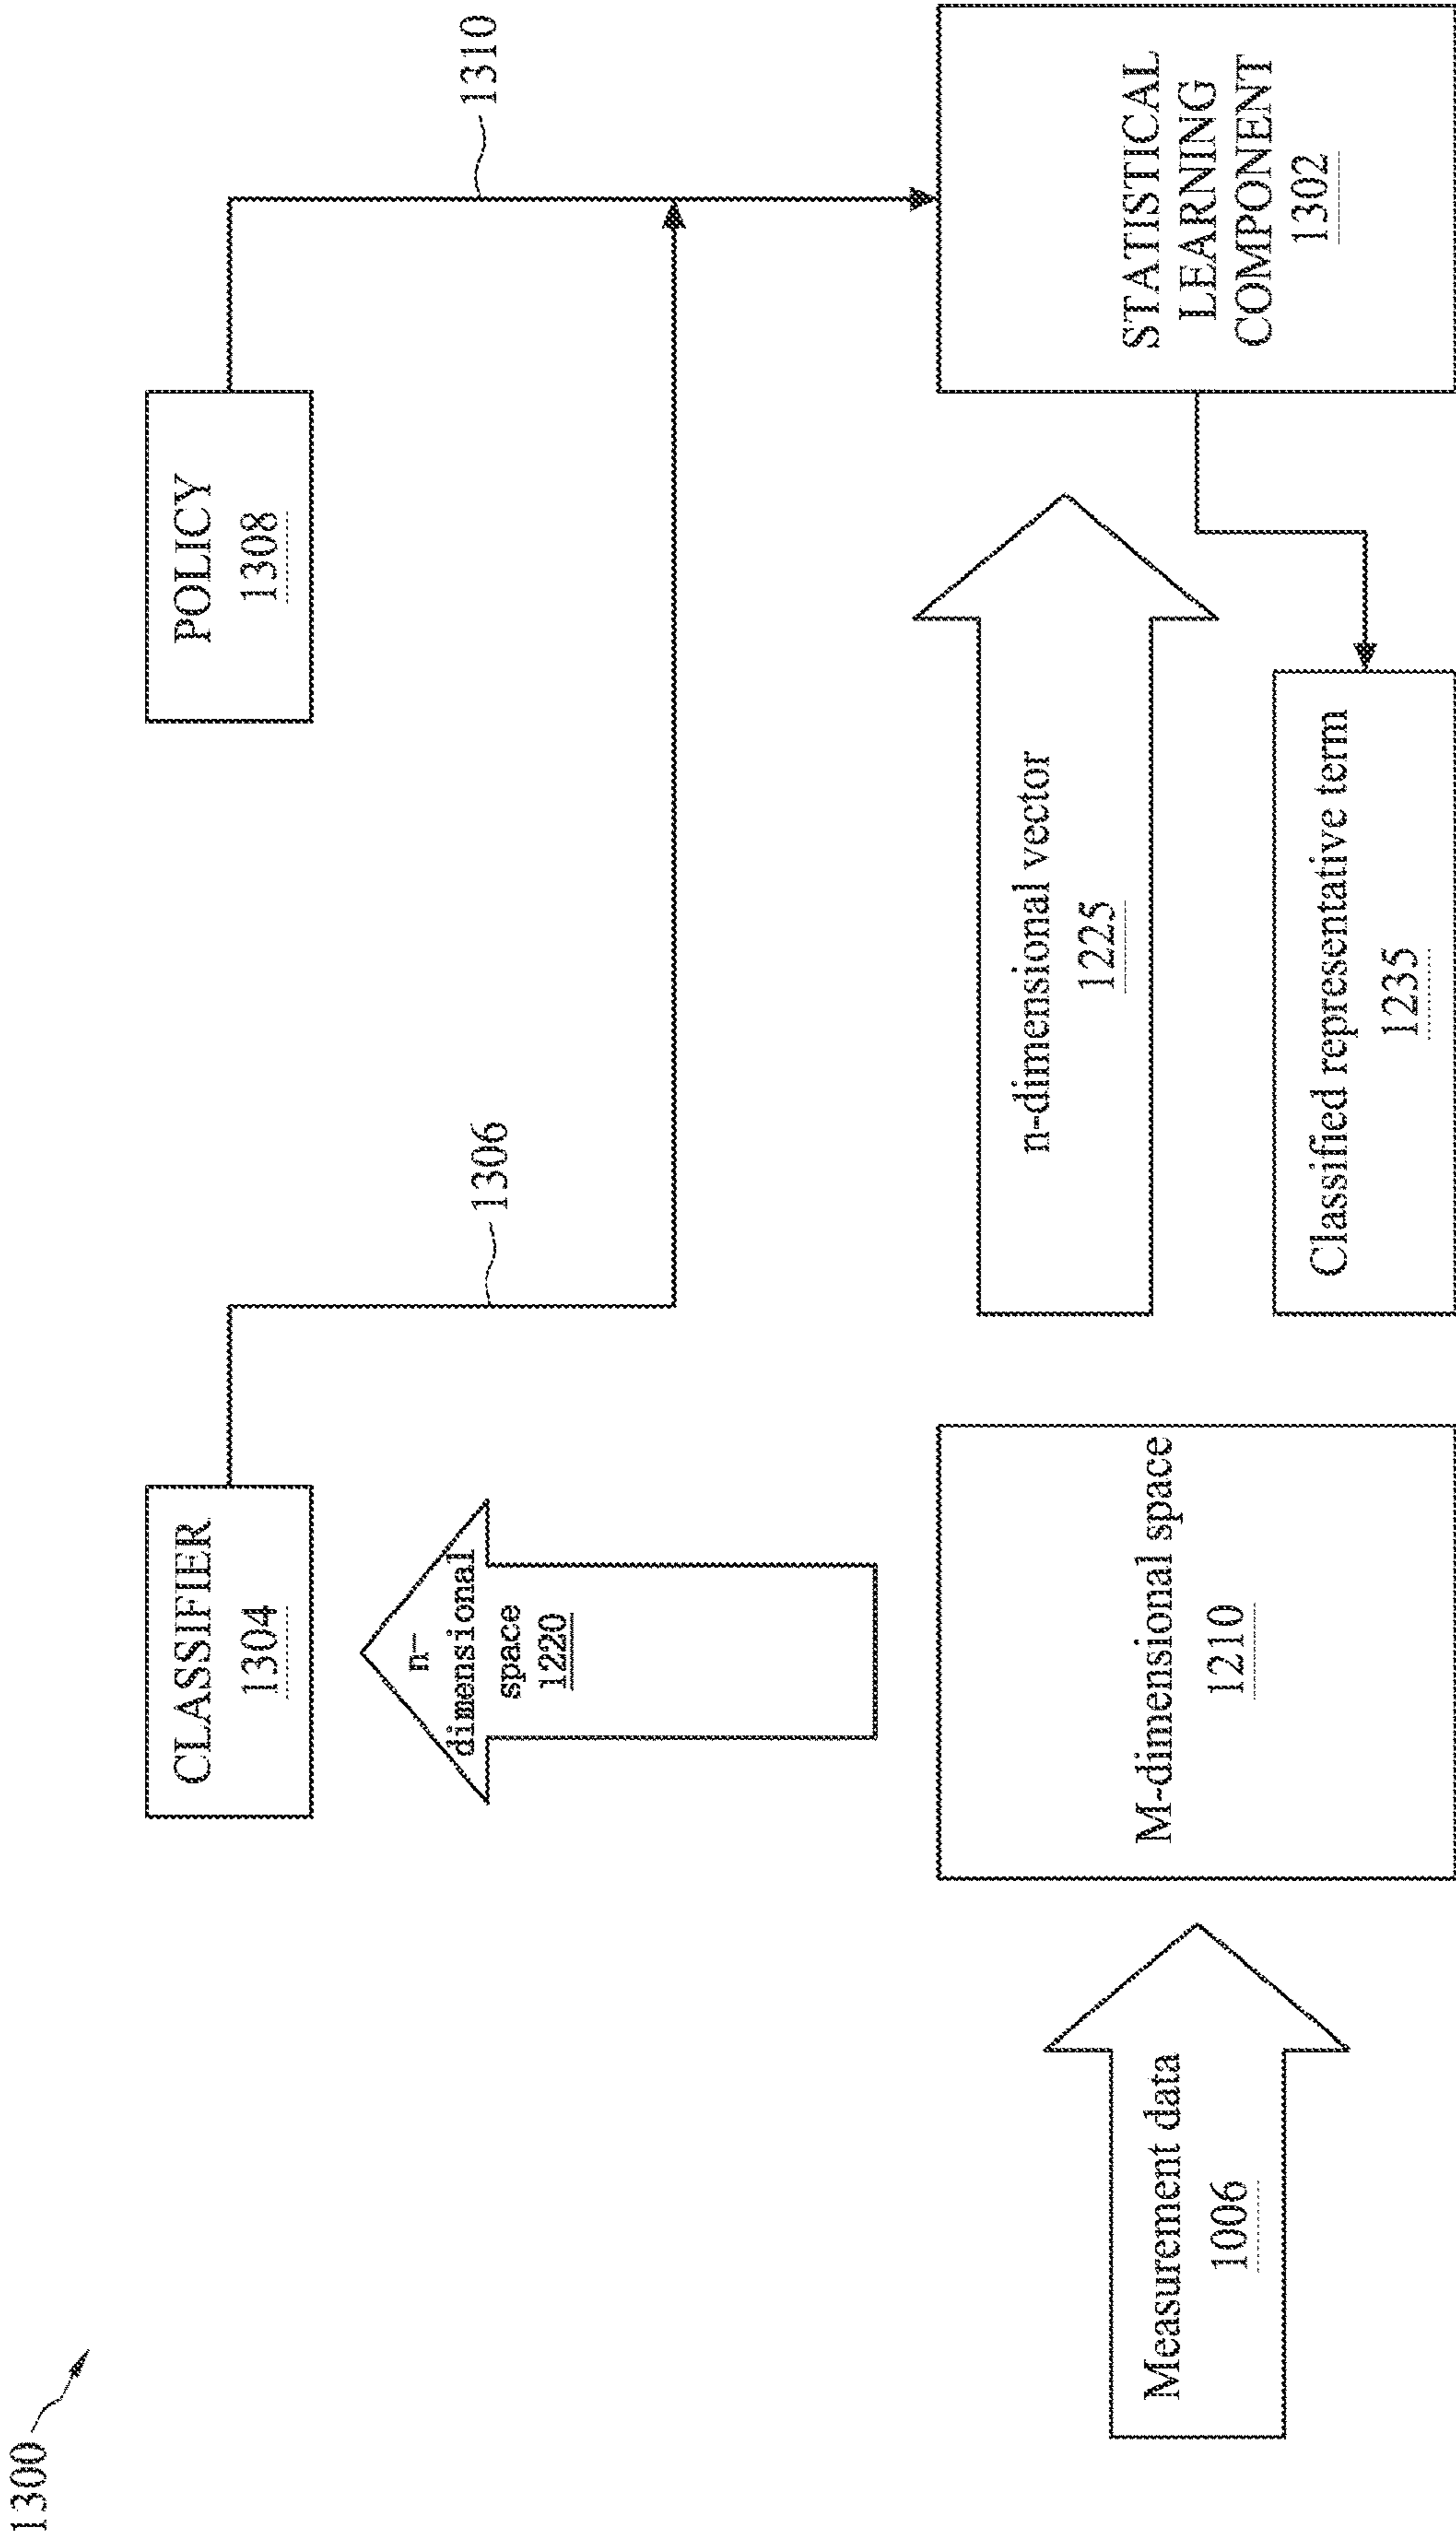 1300
CLASSIFIER
1304
POLICY
1308
1306
1310
n-
dimensional
space
1220
Measurement data
1006
M-dimensional space
1210
n-dimensional vector
1225
STATISTICAL
LEARNING
COMPONENT
1302
Classified representative term
1235